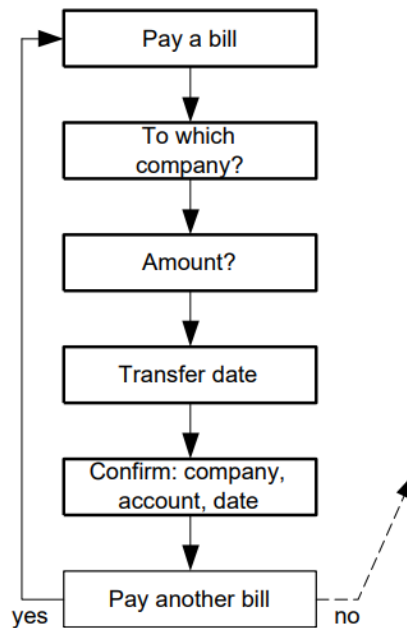 Pay a bill
To which
company?
Amount?
Transfer date
Confirm: company,
account, date
Pay another bill
yes
no